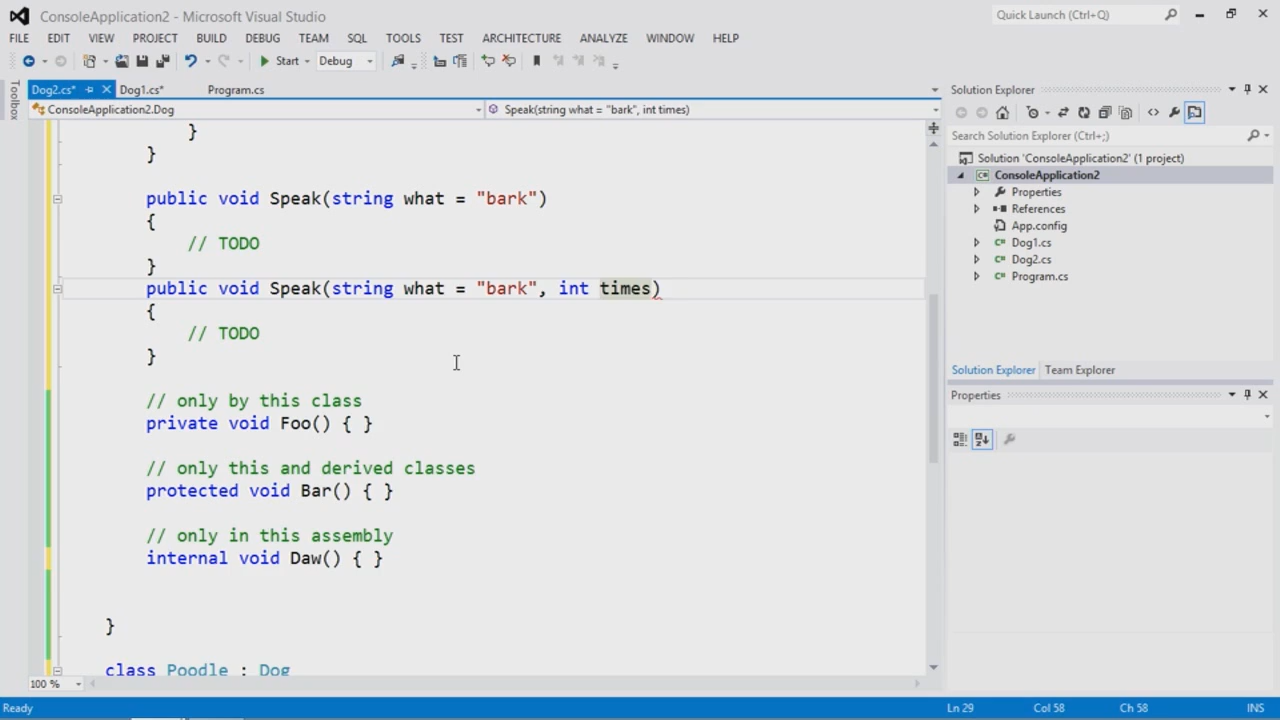 ConsoleApplication2 - Microsoft Visual Studio
Quick Launch (Ctrl+Q)
FILE EDIT VIEW PROJECT BUILD DEBUG TEAM SQL TOOLS TEST ARCHITECTURE ANALYZE WINDOW HELP
Start Debug
Toolbox
Dog2.cs* Dog1.cs* Program.cs
ConsoleApplication2.Dog Speak(string what = "bark", int times)
}
}
public void Speak(string what = "bark")
{
// TODO
}
public void Speak(string what = "bark", int times)
{
// TODO
}
// only by this class
private void Foo() { }
// only this and derived classes
protected void Bar() { }
// only in this assembly
internal void Daw() { }
}
class Poodle : Dog
100 %
Solution Explorer
Search Solution Explorer (Ctrl+;)
Solution 'ConsoleApplication2' (1 project)
ConsoleApplication2
Properties
References
App.config
Dog1.cs
Dog2.cs
Program.cs
Solution Explorer Team Explorer
Properties
Ready Ln 29 Col 58 Ch 58 INS